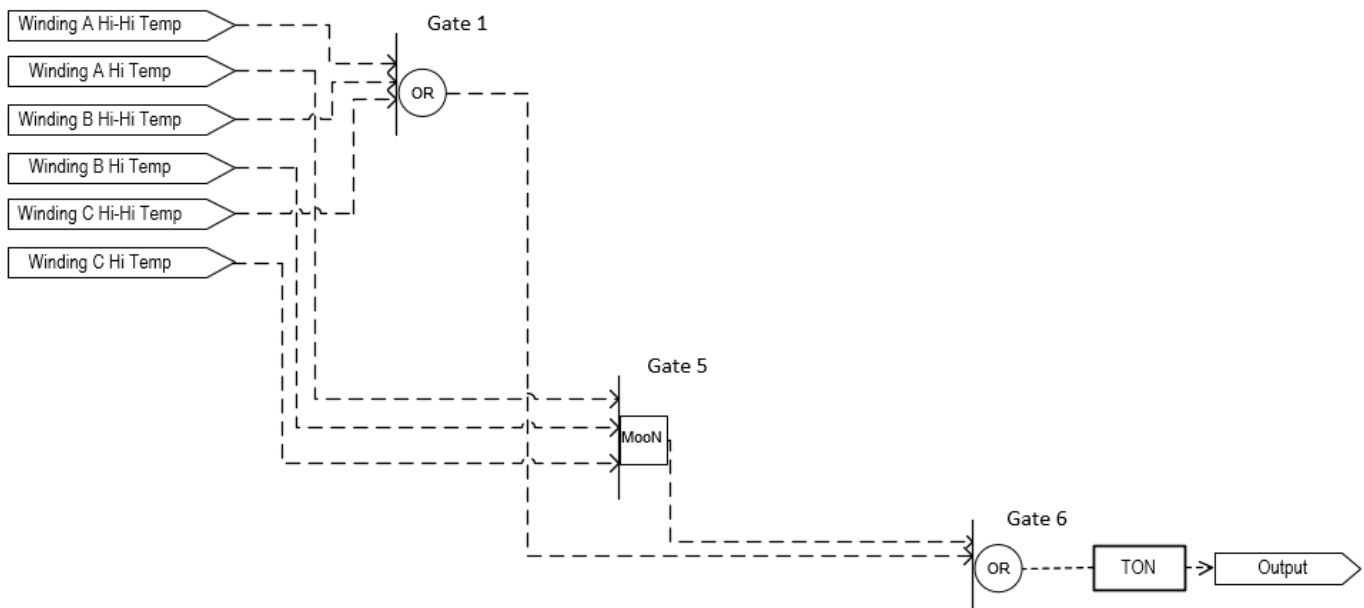 Winding A Hi-Hi Temp
Gate 1
Winding A Hi Temp
OR
Winding B Hi-Hi Temp
Winding B Hi Temp
Winding C Hi-Hi Temp
Winding C Hi Temp
Gate 5
MooN
Gate 6
OR
TON
Output